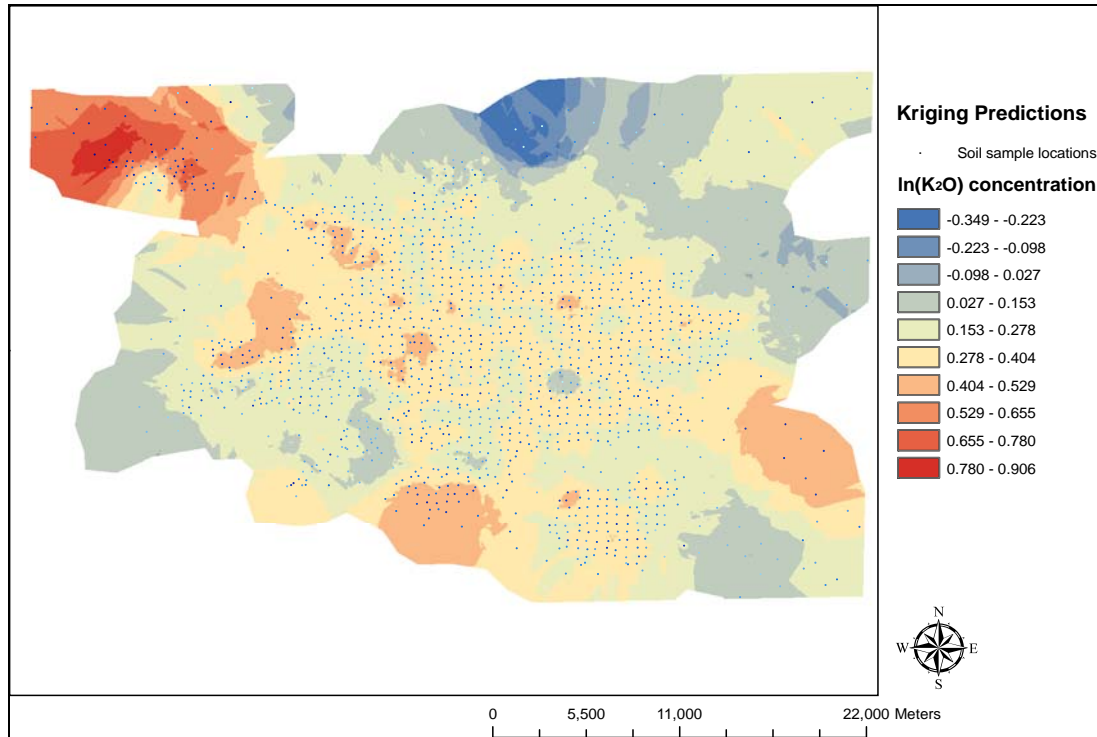 Kriging Predictions
Soil sample locations
ln(K2O) concentration
-0.349 - -0.223
-0.223 - -0.098
-0.098 - 0.027
0.027 - 0.153
0.153 - 0.278
0.278 - 0.404
0.404 - 0.529
0.529 - 0.655
0.655 - 0.780
0.780 - 0.906
N
W E
S
0 5,500 11,000 22,000 Meters